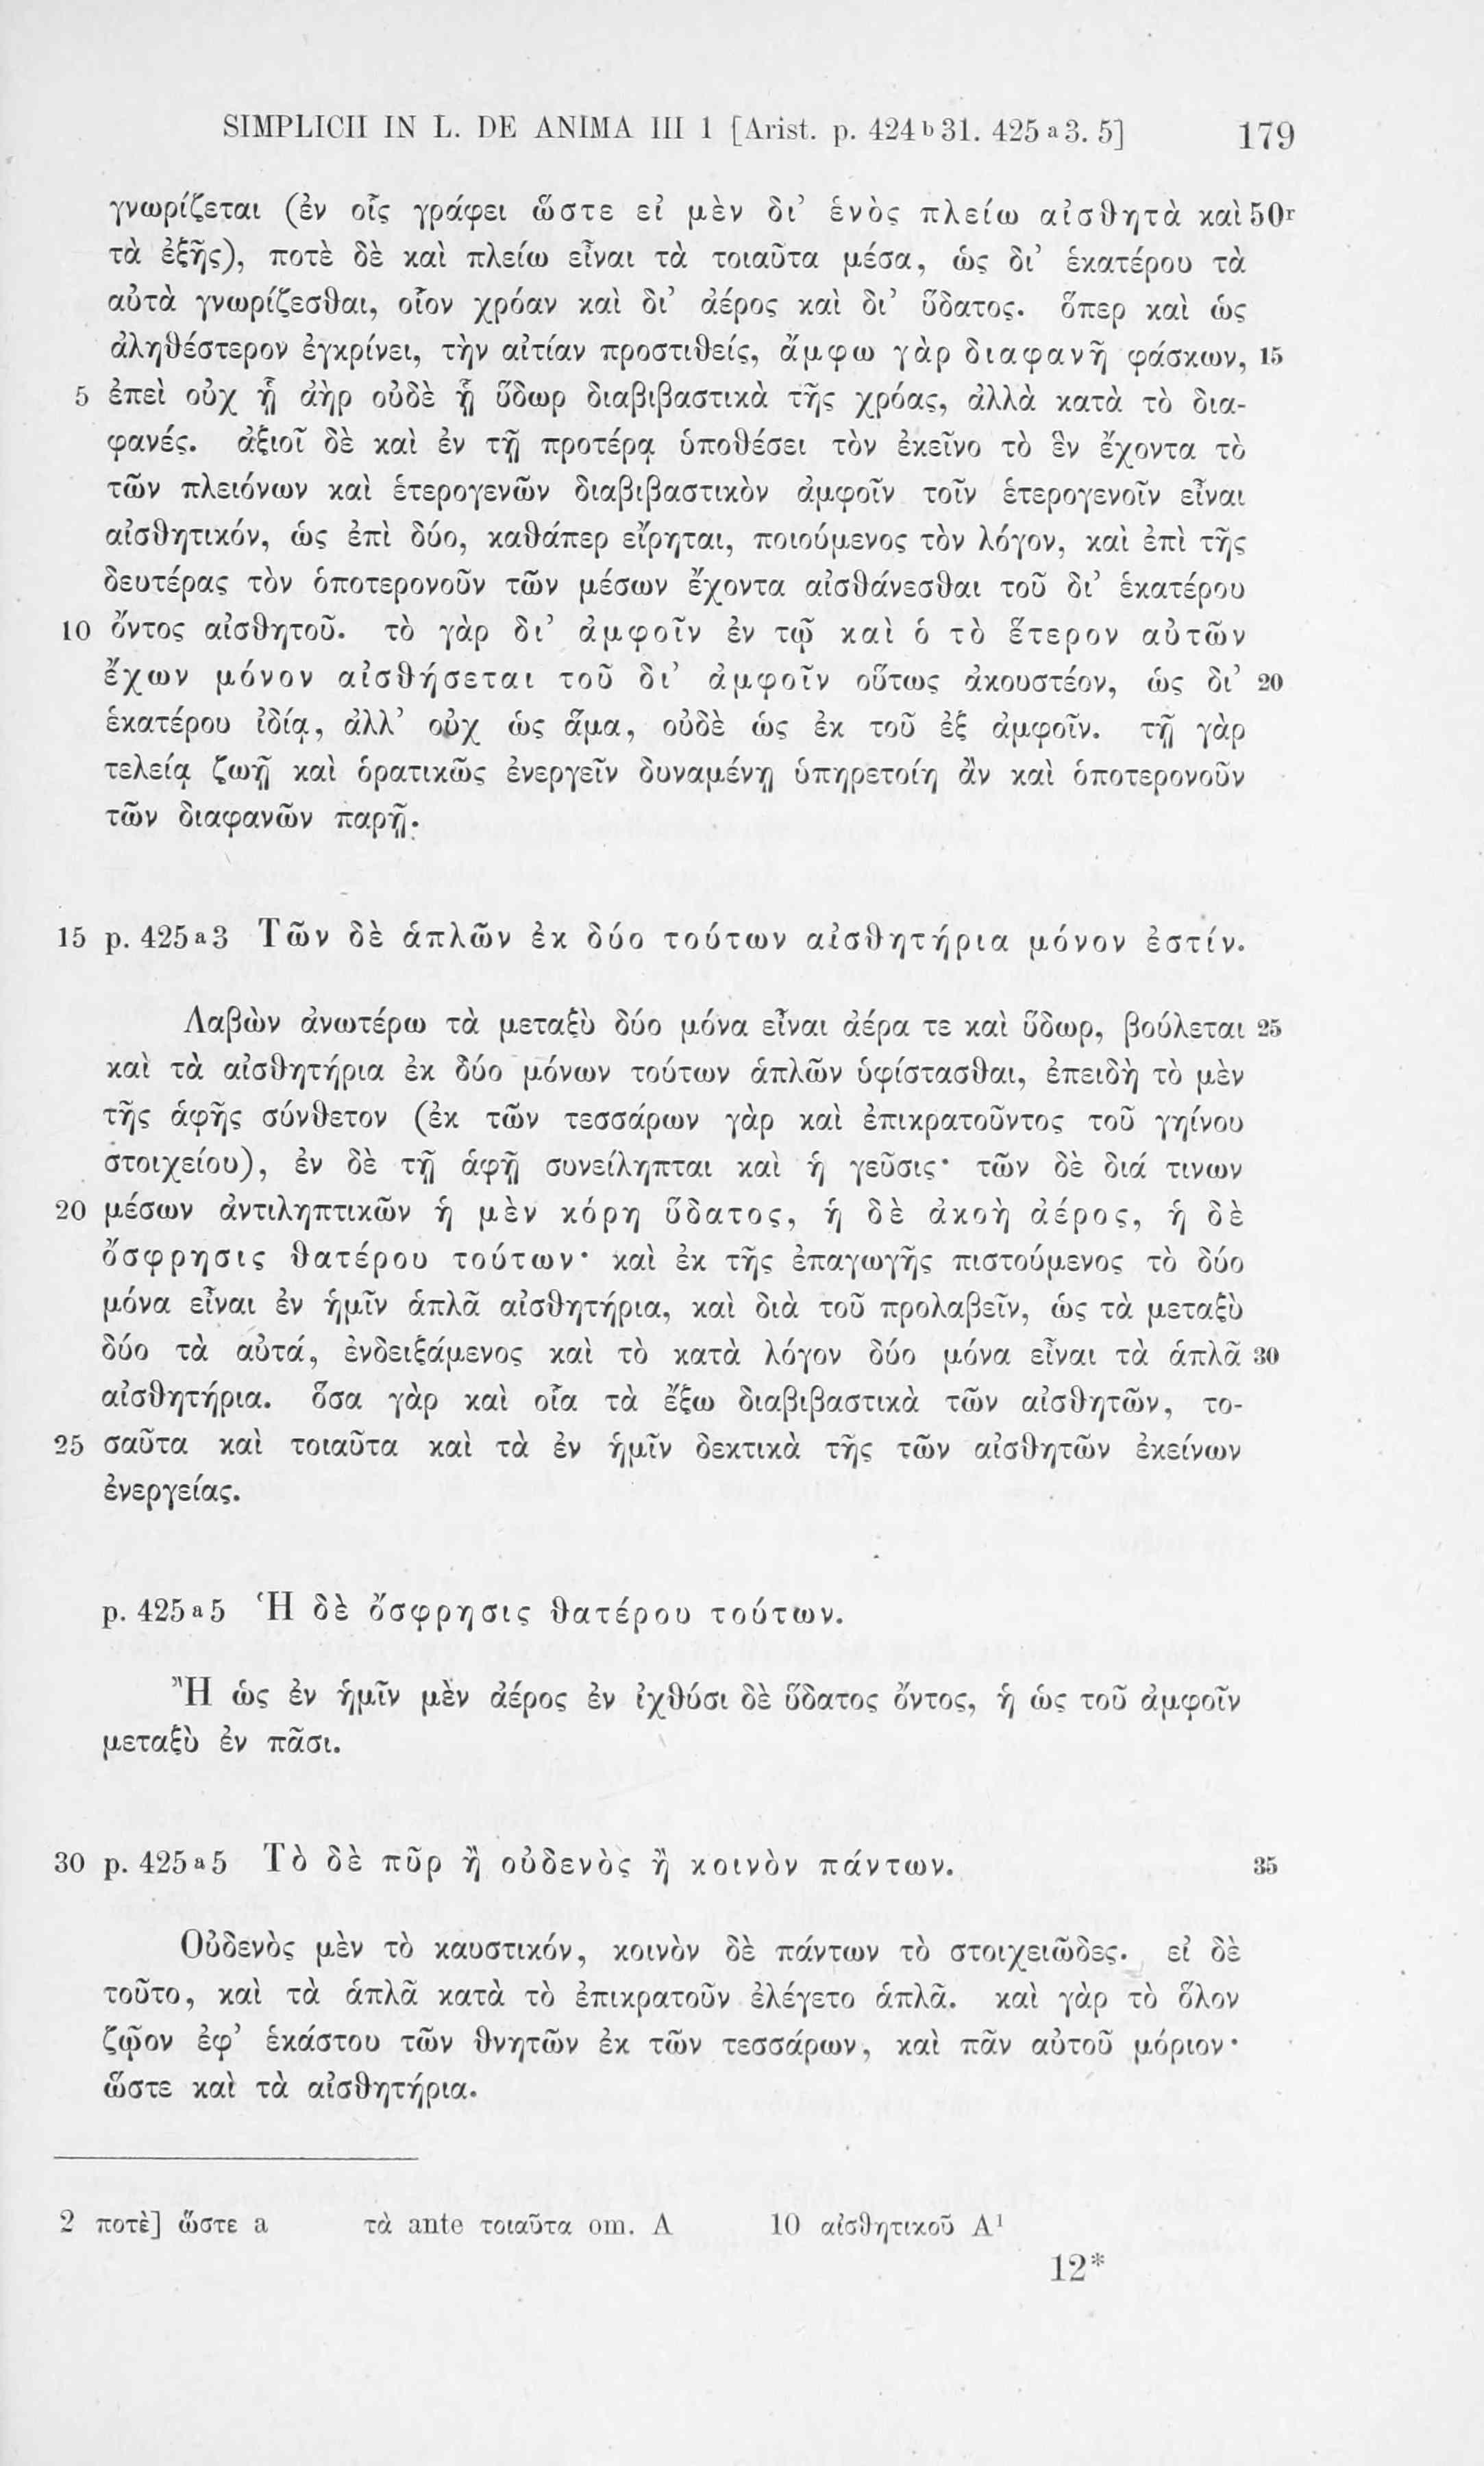 SIMPLICII IN L. DE ANIMA III 1 [Arist. p. 424 b 31. 425 a 3. 5] 179
γνωρίζεται (ἐν οἷς γράφει ὥστε εἰ μὲν δι’ ἑνὸς πλείω αἰσθητὰ καὶ 50r
τὰ ἑξῆς), ποτὲ δὲ καὶ πλείω εἶναι τὰ τοιαῦτα μέσα, ὡς δι’ ἑκατέρου τὰ
αὐτὰ γνωρίζεσθαι, οἷον χρόαν καὶ δι’ ἀέρος καὶ δι’ ὕδατος. ὅπερ καὶ ὡς
ἀληθέστερον ἐγκρίνει, τὴν αἰτίαν προστιθείς, ἄμφω γὰρ διαφανῆ φάσκων, 15
5 ἐπεὶ οὐχ ᾗ ἀὴρ οὐδὲ ᾗ ὕδωρ διαβιβαστικὰ τῆς χρόας, ἀλλὰ κατὰ τὸ δια-
φανές. ἀξιοῖ δὲ καὶ ἐν τῇ προτέρᾳ ὑποθέσει τὸν ἐκεῖνο τὸ ἓν ἔχοντα τὸ
τῶν πλειόνων καὶ ἑτερογενῶν διαβιβαστικὸν ἀμφοῖν τοῖν ἑτερογενοῖν εἶναι
αἰσθητικόν, ὡς ἐπὶ δύο, καθάπερ εἴρηται, ποιούμενος τὸν λόγον, καὶ ἐπὶ τῆς
δευτέρας τὸν ὁποτερονοῦν τῶν μέσων ἔχοντα αἰσθάνεσθαι τοῦ δι’ ἑκατέρου
10 ὄντος αἰσθητοῦ. τὸ γὰρ δι’ ἀμφοῖν ἐν τῷ καὶ ὁ τὸ ἕτερον αὐτῶν
ἔχων μόνον αἰσθήσεται τοῦ δι’ ἀμφοῖν οὕτως ἀκουστέον, ὡς δι’ 20
ἑκατέρου ἰδίᾳ, ἀλλ’ οὐχ ὡς ἅμα, οὐδὲ ὡς ἐκ τοῦ ἐξ ἀμφοῖν. τῇ γὰρ
τελείᾳ ζωῇ καὶ ὁρατικῶς ἐνεργεῖν δυναμένῃ ὑπηρετοίη ἂν καὶ ὁποτερονοῦν
τῶν διαφανῶν παρῇ.
15 p. 425 a 3 Τῶν δὲ ἁπλῶν ἐκ δύο τούτων αἰσθητήρια μόνον ἐστίν.
Λαβὼν ἀνωτέρω τὰ μεταξὺ δύο μόνα εἶναι ἀέρα τε καὶ ὕδωρ, βούλεται 25
καὶ τὰ αἰσθητήρια ἐκ δύο μόνων τούτων ἁπλῶν ὑφίστασθαι, ἐπειδὴ τὸ μὲν
τῆς ἁφῆς σύνθετον (ἐκ τῶν τεσσάρων γὰρ καὶ ἐπικρατοῦντος τοῦ γηίνου
στοιχείου), ἐν δὲ τῇ ἁφῇ συνείληπται καὶ ἡ γεῦσις· τῶν δὲ διά τινων
20 μέσων ἀντιληπτικῶν ἡ μὲν κόρη ὕδατος, ἡ δὲ ἀκοὴ ἀέρος, ἡ δὲ
ὄσφρησις θατέρου τούτων· καὶ ἐκ τῆς ἐπαγωγῆς πιστούμενος τὸ δύο
μόνα εἶναι ἐν ἡμῖν ἁπλᾶ αἰσθητήρια, καὶ διὰ τοῦ προλαβεῖν, ὡς τὰ μεταξὺ
δύο τὰ αὐτά, ἐνδειξάμενος καὶ τὸ κατὰ λόγον δύο μόνα εἶναι τὰ ἁπλᾶ 30
αἰσθητήρια. ὅσα γὰρ καὶ οἷα τὰ ἔξω διαβιβαστικὰ τῶν αἰσθητῶν, το-
25 σαῦτα καὶ τοιαῦτα καὶ τὰ ἐν ἡμῖν δεκτικὰ τῆς τῶν αἰσθητῶν ἐκείνων
ἐνεργείας.
p. 425 a 5 Ἡ δὲ ὄσφρησις θατέρου τούτων.
Ἢ ὡς ἐν ἡμῖν μὲν ἀέρος ἐν ἰχθύσι δὲ ὕδατος ὄντος, ἡ ὡς τοῦ ἀμφοῖν
μεταξὺ ἐν πᾶσι.
30 p. 425 a 5 Τὸ δὲ πῦρ ἢ οὐδενὸς ἢ κοινὸν πάντων. 35
Οὐδενὸς μὲν τὸ καυστικόν, κοινὸν δὲ πάντων τὸ στοιχειῶδες. εἰ δὲ
τοῦτο, καὶ τὰ ἁπλᾶ κατὰ τὸ ἐπικρατοῦν ἐλέγετο ἁπλᾶ. καὶ γὰρ τὸ ὅλον
ζῷον ἐφ’ ἑκάστου τῶν θνητῶν ἐκ τῶν τεσσάρων, καὶ πᾶν αὐτοῦ μόριον·
ὥστε καὶ τὰ αἰσθητήρια.
2 ποτὲ] ὥστε a τὰ ante τοιαῦτα om. A 10 αἰσθητικοῦ A¹
12*